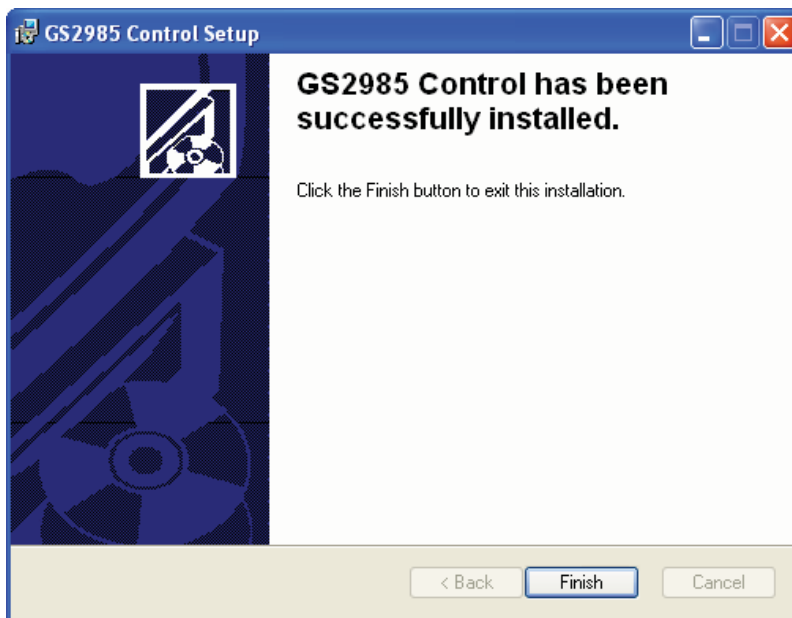 GS2985 Control Setup
GS2985 Control has been
successfully installed.
Click the Finish button to exit this installation.
< Back
Finish
Cancel